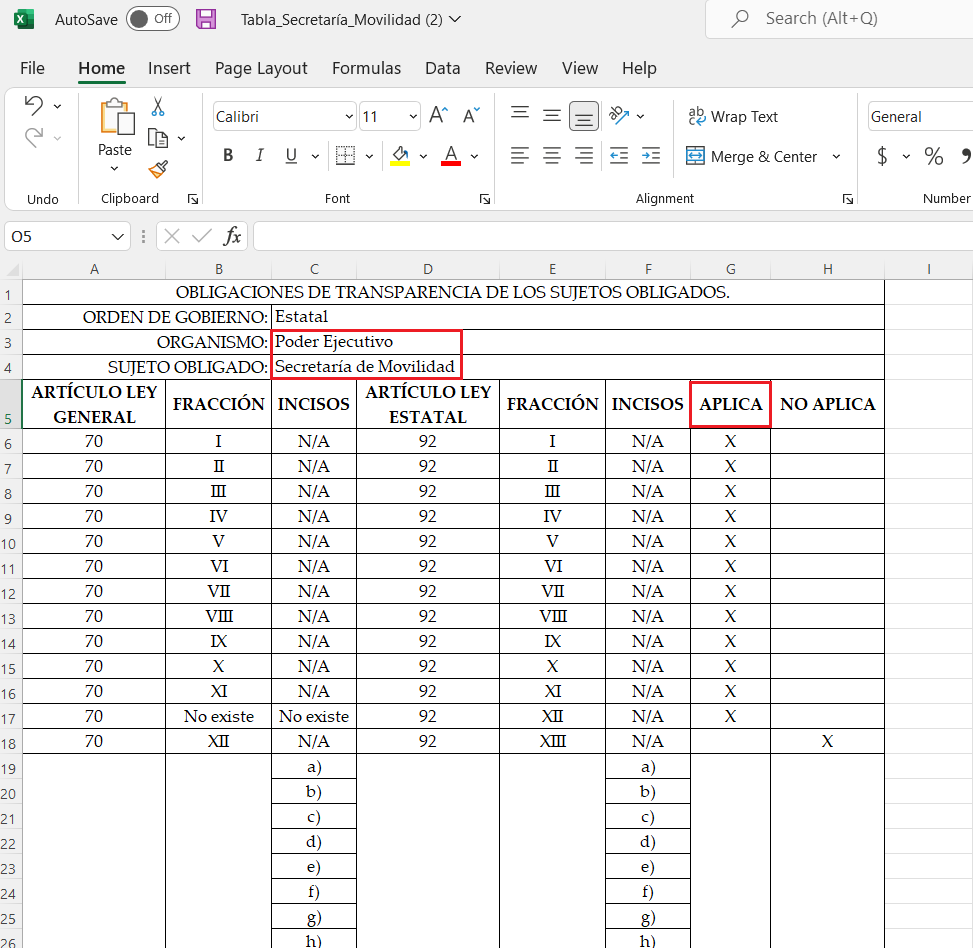 AutoSave Off Tabla_Secretaría_Movilidad (2) Search (Alt+Q)
File Home Insert Page Layout Formulas Data Review View Help
Calibri 11 Wrap Text General
Paste B I U Merge & Center $ %
Undo Clipboard Font Alignment Number
O5 fx
A B C D E F G H I
1 OBLIGACIONES DE TRANSPARENCIA DE LOS SUJETOS OBLIGADOS.
2 ORDEN DE GOBIERNO: Estatal
3 ORGANISMO: Poder Ejecutivo
4 SUJETO OBLIGADO: Secretaría de Movilidad
5 ARTÍCULO LEY GENERAL FRACCIÓN INCISOS ARTÍCULO LEY ESTATAL FRACCIÓN INCISOS APLICA NO APLICA
6 70 I N/A 92 I N/A X
7 70 II N/A 92 II N/A X
8 70 III N/A 92 III N/A X
9 70 IV N/A 92 IV N/A X
10 70 V N/A 92 V N/A X
11 70 VI N/A 92 VI N/A X
12 70 VII N/A 92 VII N/A X
13 70 VIII N/A 92 VIII N/A X
14 70 IX N/A 92 IX N/A X
15 70 X N/A 92 X N/A X
16 70 XI N/A 92 XI N/A X
17 70 No existe No existe 92 XII N/A X
18 70 XII N/A 92 XIII N/A X
19 a) a)
20 b) b)
21 c) c)
22 d) d)
23 e) e)
24 f) f)
25 g) g)
26 h) h)